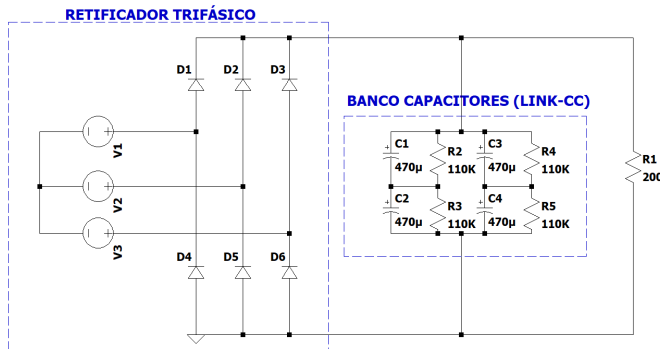 RETIFICADOR TRIFÁSICO
D1 D2 D3
BANCO CAPACITORES (LINK-CC)
V1
C1
R2
C3
R4
470µ
110K
470µ
110K
R1
200
V2
C2
R3
C4
R5
470µ
110K
470µ
110K
V3
D4 D5 D6